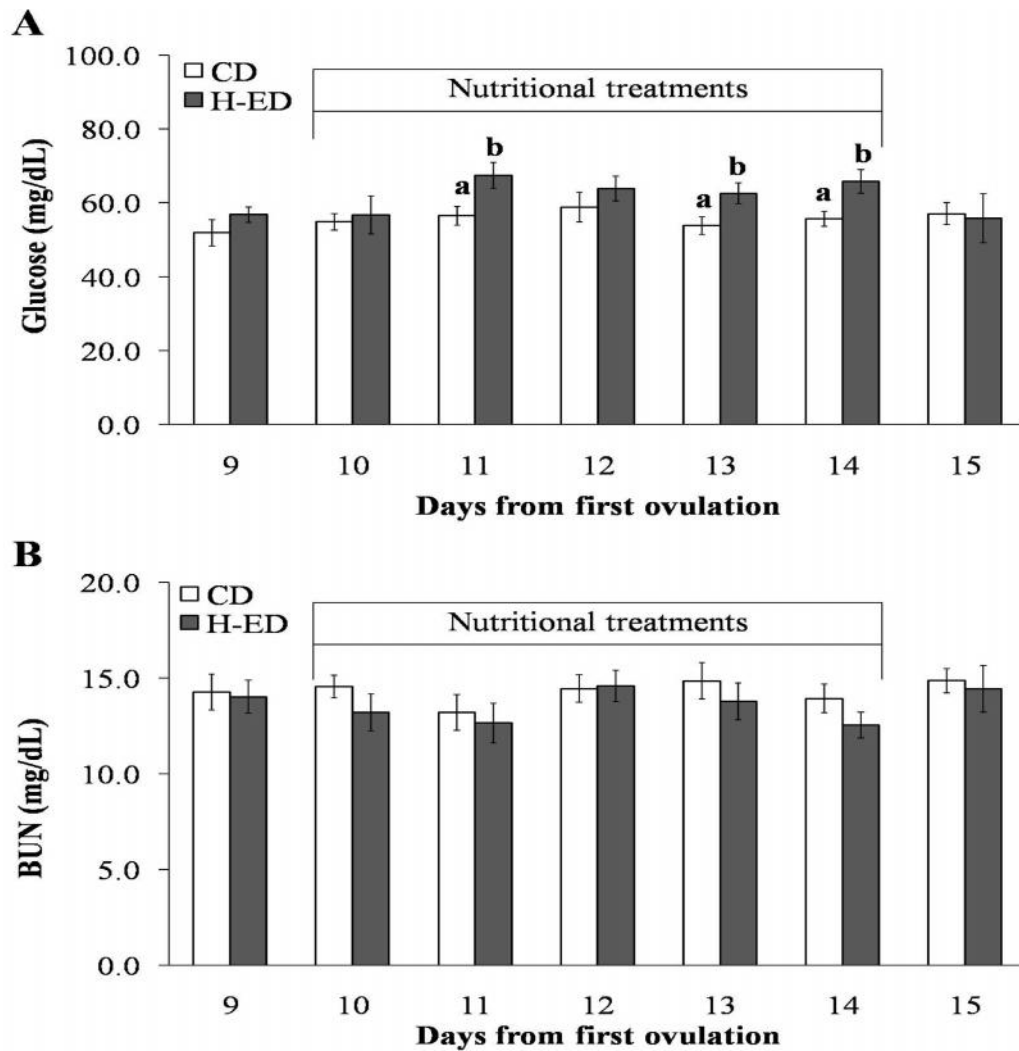 A
100.0
CD
H-ED
Nutritional treatments
80.0
b
a
b
a
b
a
60.0
40.0
20.0
0.0
Glucose (mg/dL)
9 10 11 12 13 14 15
Days from first ovulation
B
20.0
CD
H-ED
Nutritional treatments
15.0
10.0
5.0
0.0
BUN (mg/dL)
9 10 11 12 13 14 15
Days from first ovulation